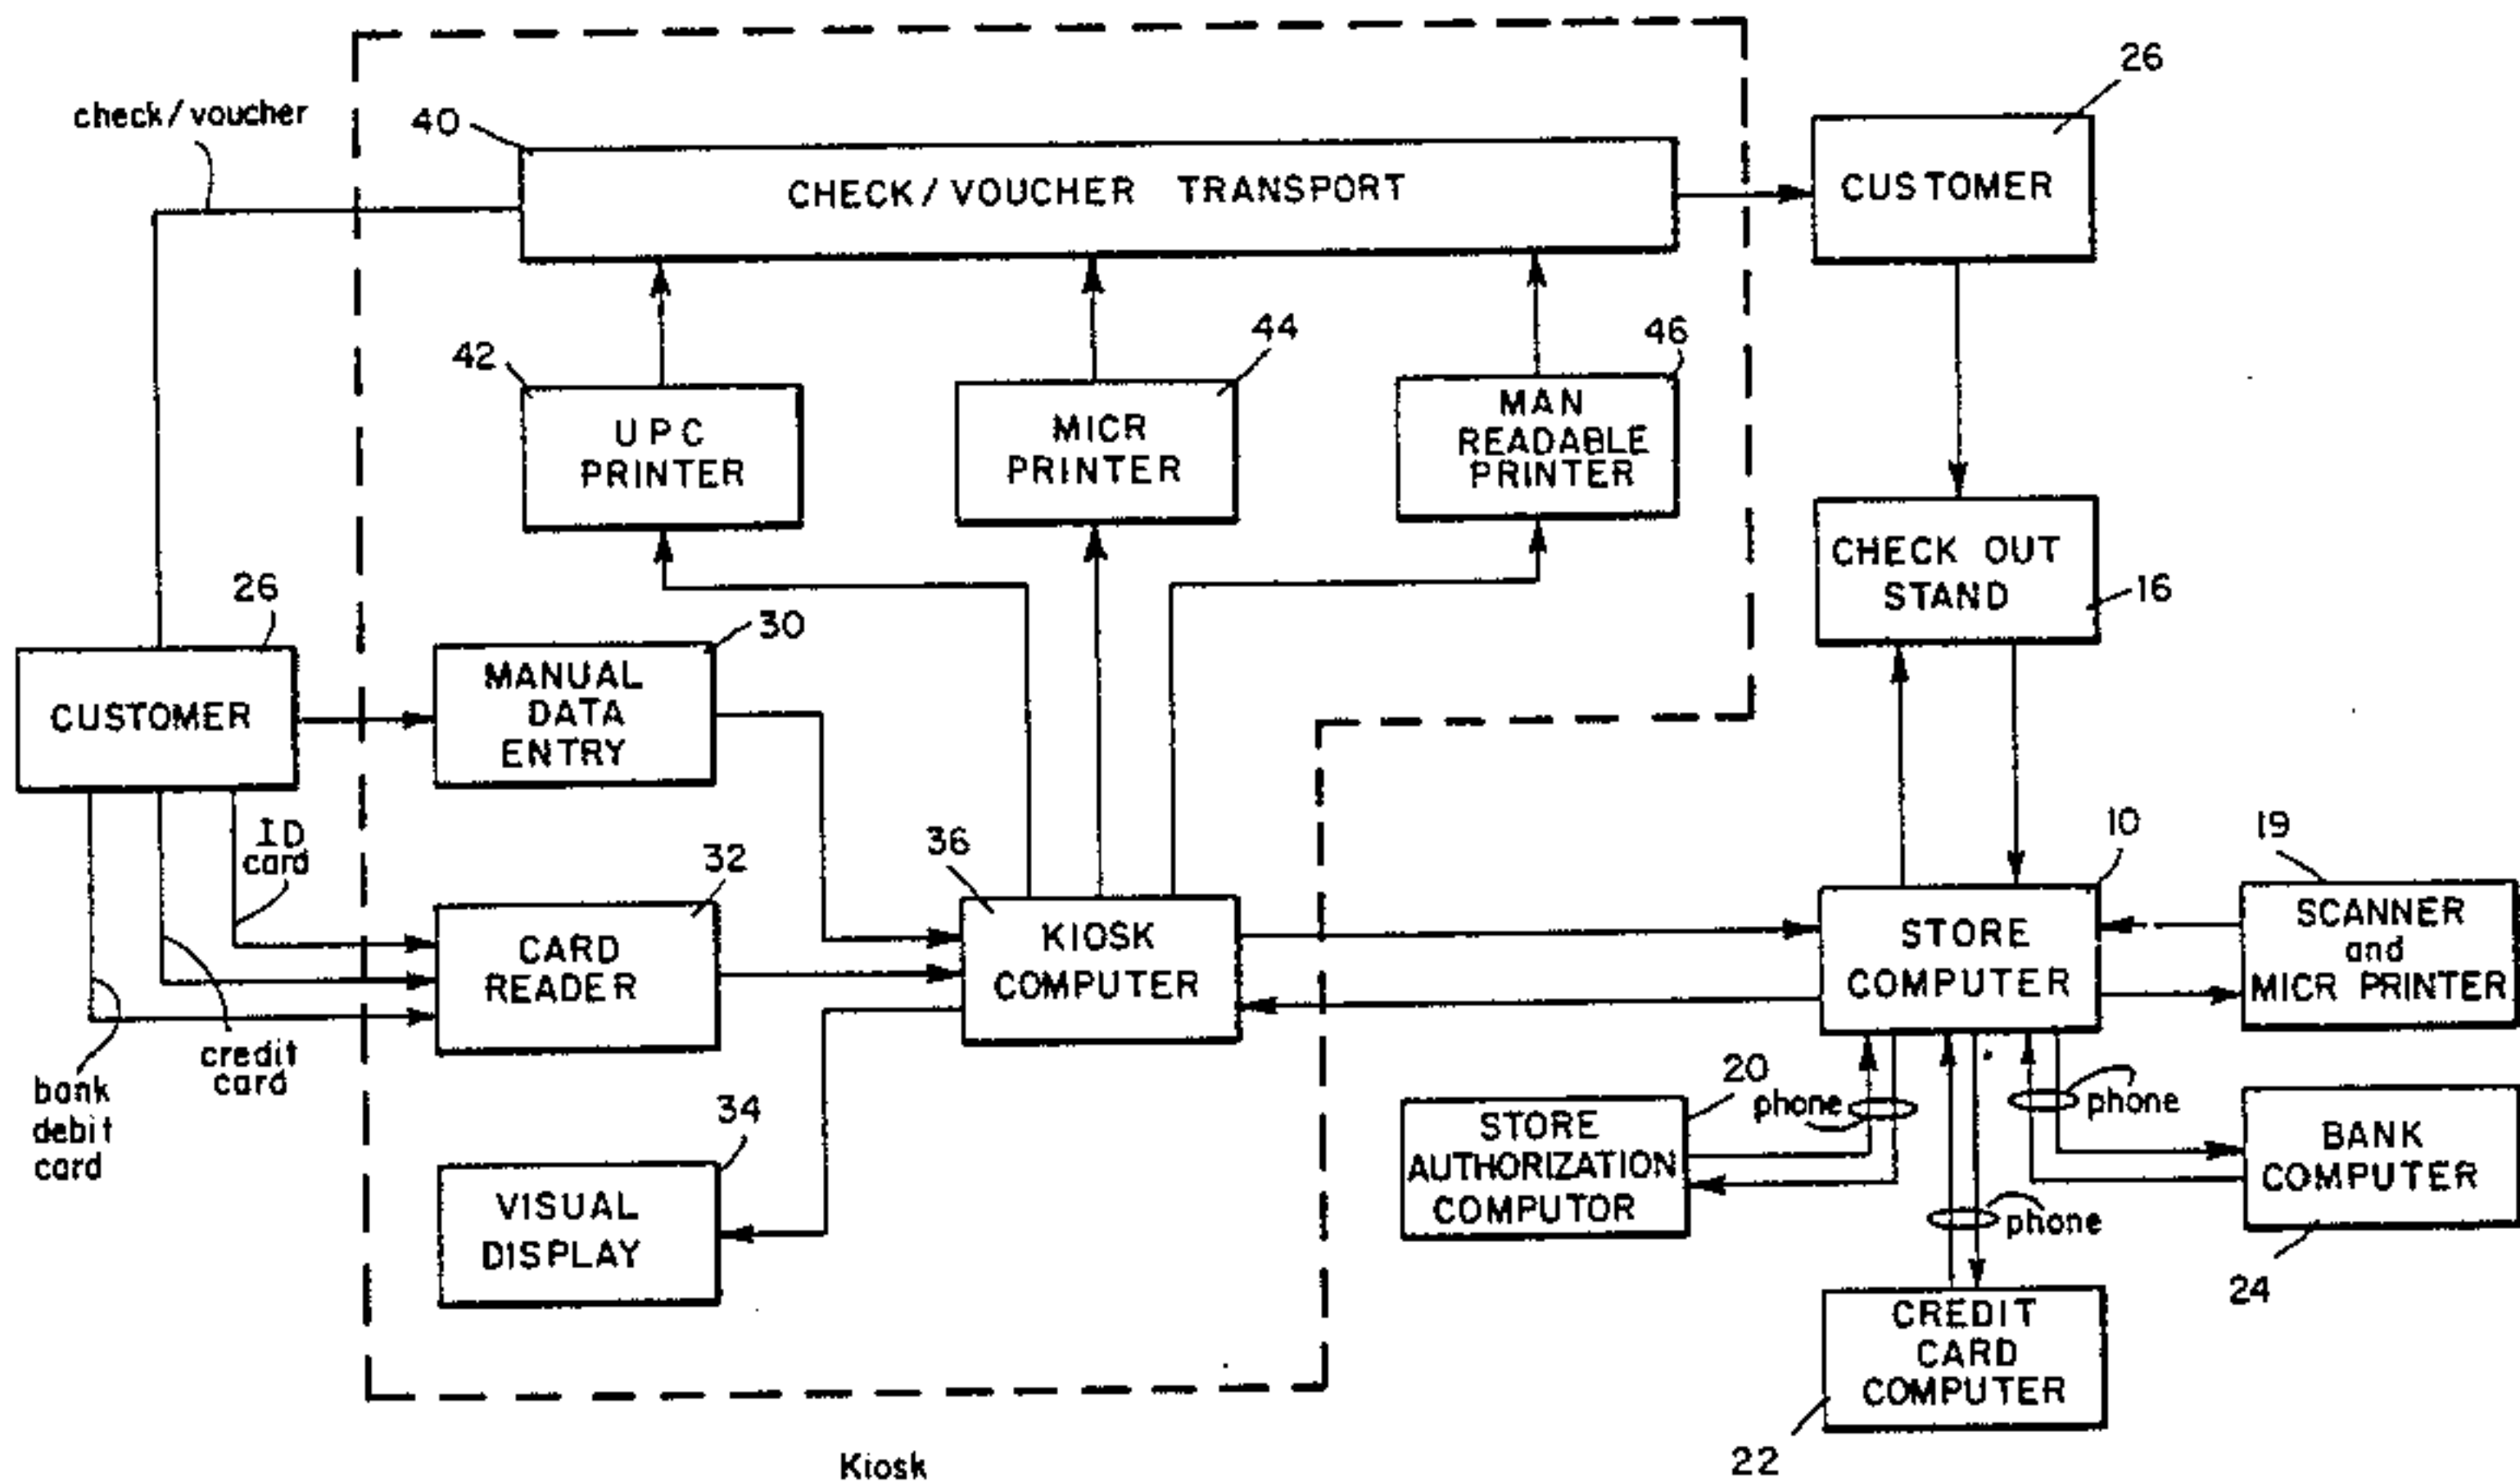 26
check/voucher
40
CHECK/VOUCHER TRANSPORT
CUSTOMER
42
44
46
UPC
PRINTER
MICR
PRINTER
MAN
READABLE
PRINTER
CHECK OUT
STAND
16
26
CUSTOMER
30
MANUAL
DATA
ENTRY
ID
card
32
CARD
READER
36
KIOSK
COMPUTER
10
STORE
COMPUTER
19
SCANNER
and
MICR PRINTER
bank
debit
card
credit
card
34
VISUAL
DISPLAY
20
phone
STORE
AUTHORIZATION
COMPUTOR
phone
BANK
COMPUTER
24
phone
CREDIT
CARD
COMPUTER
22
Kiosk